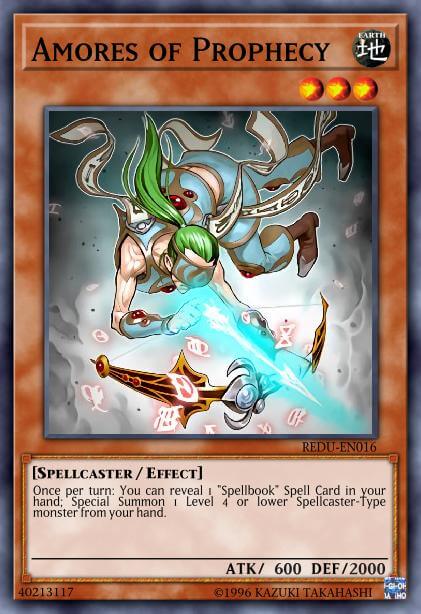 AMORES OF PROPHECY
EARTH
地
REDU-EN016
[SPELLCASTER / EFFECT]
Once per turn: You can reveal 1 "Spellbook" Spell Card in your
hand; Special Summon 1 Level 4 or lower Spellcaster-Type
monster from your hand.
ATK/ 600 DEF/2000
40213117
©1996 KAZUKI TAKAHASHI